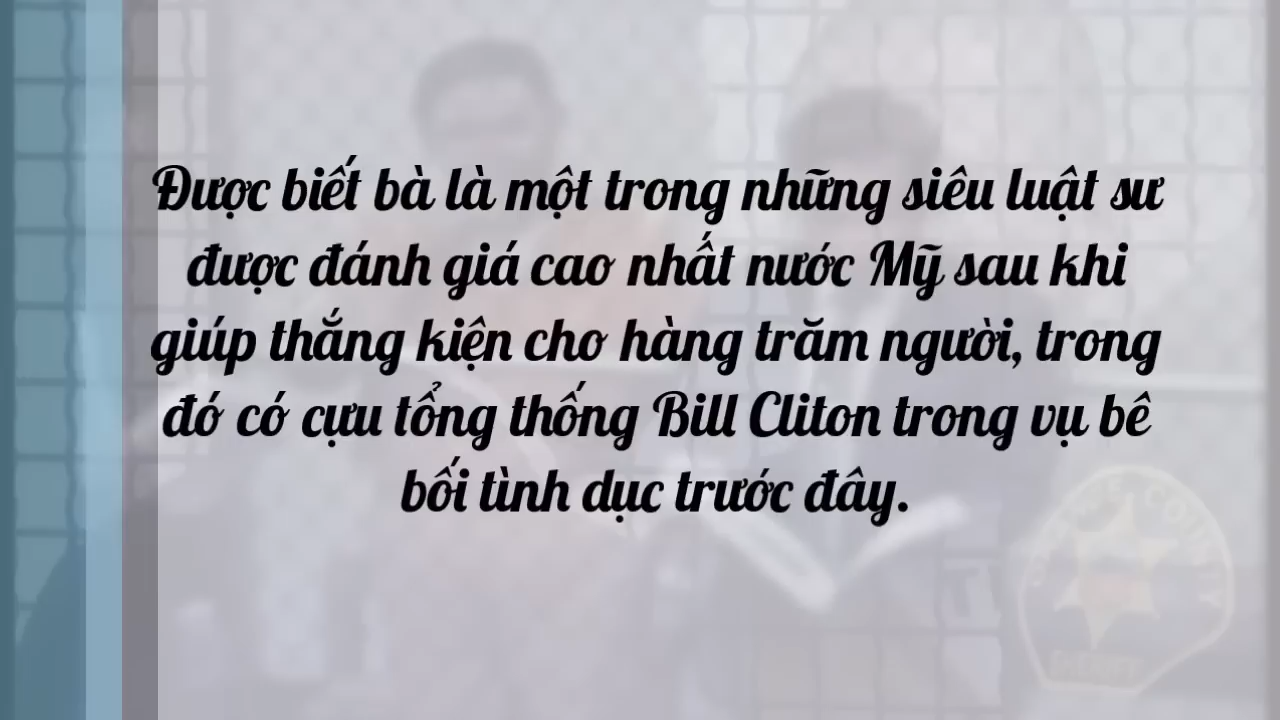 Được biết bà là một trong những siêu luật sư
được đánh giá cao nhất nước Mỹ sau khi
giúp thắng kiện cho hàng trăm người, trong
đó có cựu tổng thống Bill Cliton trong vụ bê
bối tình dục trước đây.
COUNTY
SHERIFF